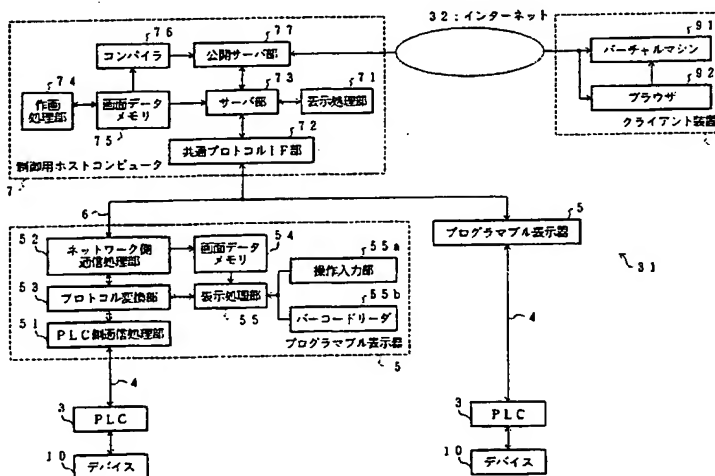 32:インターネット
76
コンパイラ
77
公開サーバ部
91
バーチャルマシン
92
ブラウザ
クライアント装置
74
作画
処理部
画面データ
メモリ
75
73
サーバ部
71
表示処理部
72
共通プロトコルIF部
制御用ホストコンピュータ
7
6
52
ネットワーク側
通信処理部
54
画面データ
メモリ
55a
操作入力部
53
プロトコル変換部
表示処理部
55
55b
バーコードリーダ
51
PLC側通信処理部
プログラマブル表示器
5
5
プログラマブル表示器
31
4
4
3
PLC
3
PLC
10
デバイス
10
デバイス